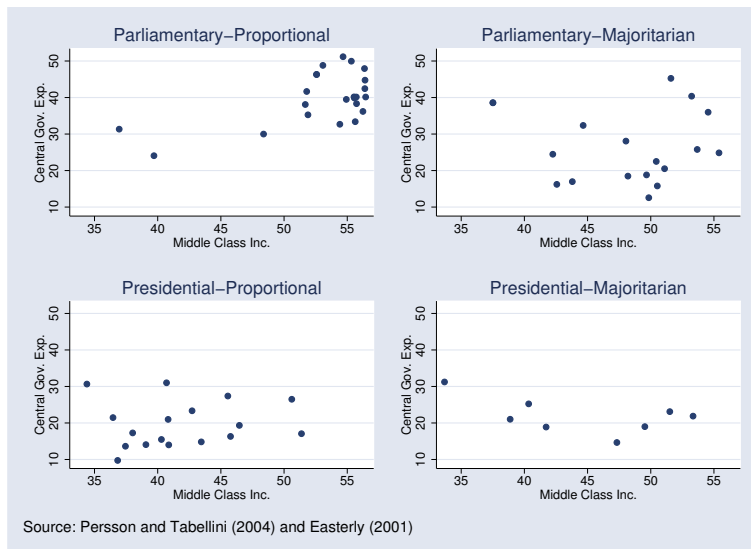 Parliamentary−Proportional
Central Gov. Exp.
50
40
30
20
10
35 40 45 50 55
Middle Class Inc.
Parliamentary−Majoritarian
Central Gov. Exp.
50
40
30
20
10
35 40 45 50 55
Middle Class Inc.
Presidential−Proportional
Central Gov. Exp.
50
40
30
20
10
35 40 45 50 55
Middle Class Inc.
Presidential−Majoritarian
Central Gov. Exp.
50
40
30
20
10
35 40 45 50 55
Middle Class Inc.
Source: Persson and Tabellini (2004) and Easterly (2001)